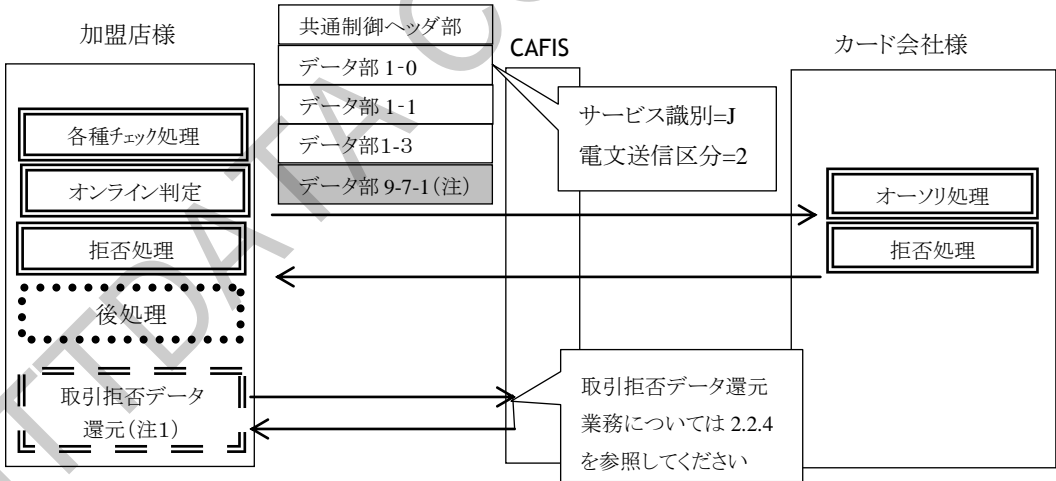 加盟店様
共通制御ヘッダ部
データ部 1-0
データ部 1-1
データ部1-3
データ部 9-7-1(注)
CAFIS
カード会社様
サービス識別=J
電文送信区分=2
各種チェック処理
オンライン判定
拒否処理
後処理
オーソリ処理
拒否処理
取引拒否データ
還元(注1)
取引拒否データ還元
業務については 2.2.4
を参照してください
TTDATA CO